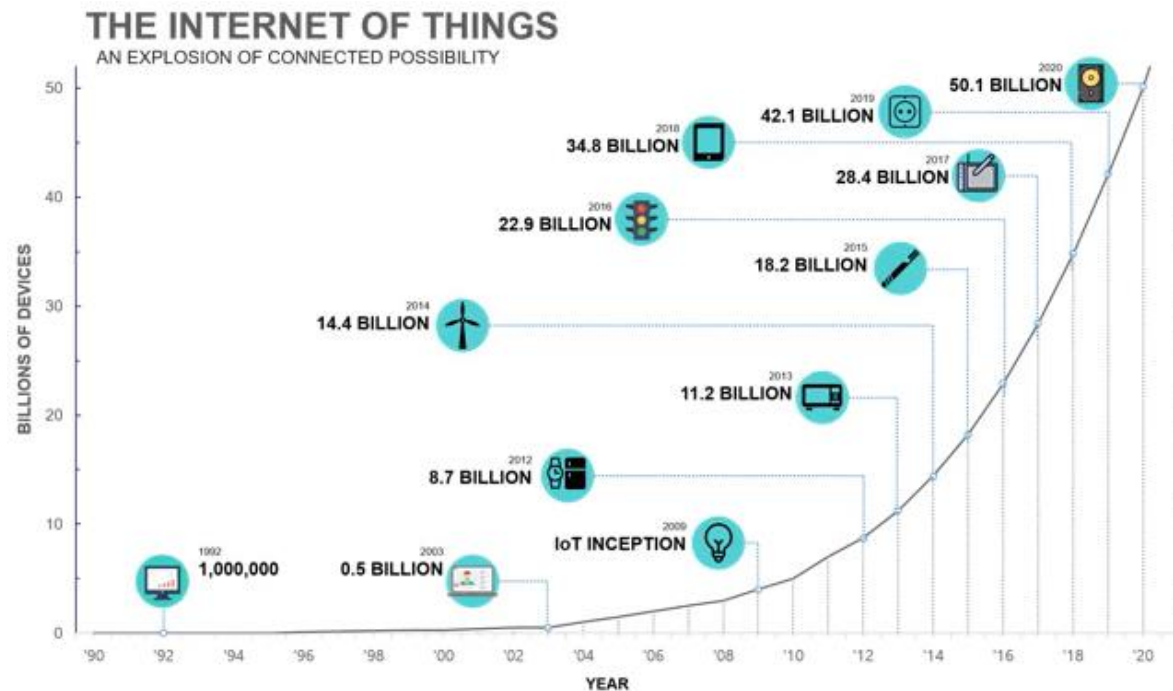 THE INTERNET OF THINGS
AN EXPLOSION OF CONNECTED POSSIBILITY
BILLIONS OF DEVICES
50
40
30
20
10
0
1992
1,000,000
2003
0.5 BILLION
2009
IoT INCEPTION
2012
8.7 BILLION
2013
11.2 BILLION
2014
14.4 BILLION
2015
18.2 BILLION
2016
22.9 BILLION
2017
28.4 BILLION
2018
34.8 BILLION
2019
42.1 BILLION
2020
50.1 BILLION
'90 '92 '94 '96 '98 '00 '02 '04 '06 '08 '10 '12 '14 '16 '18 '20
YEAR